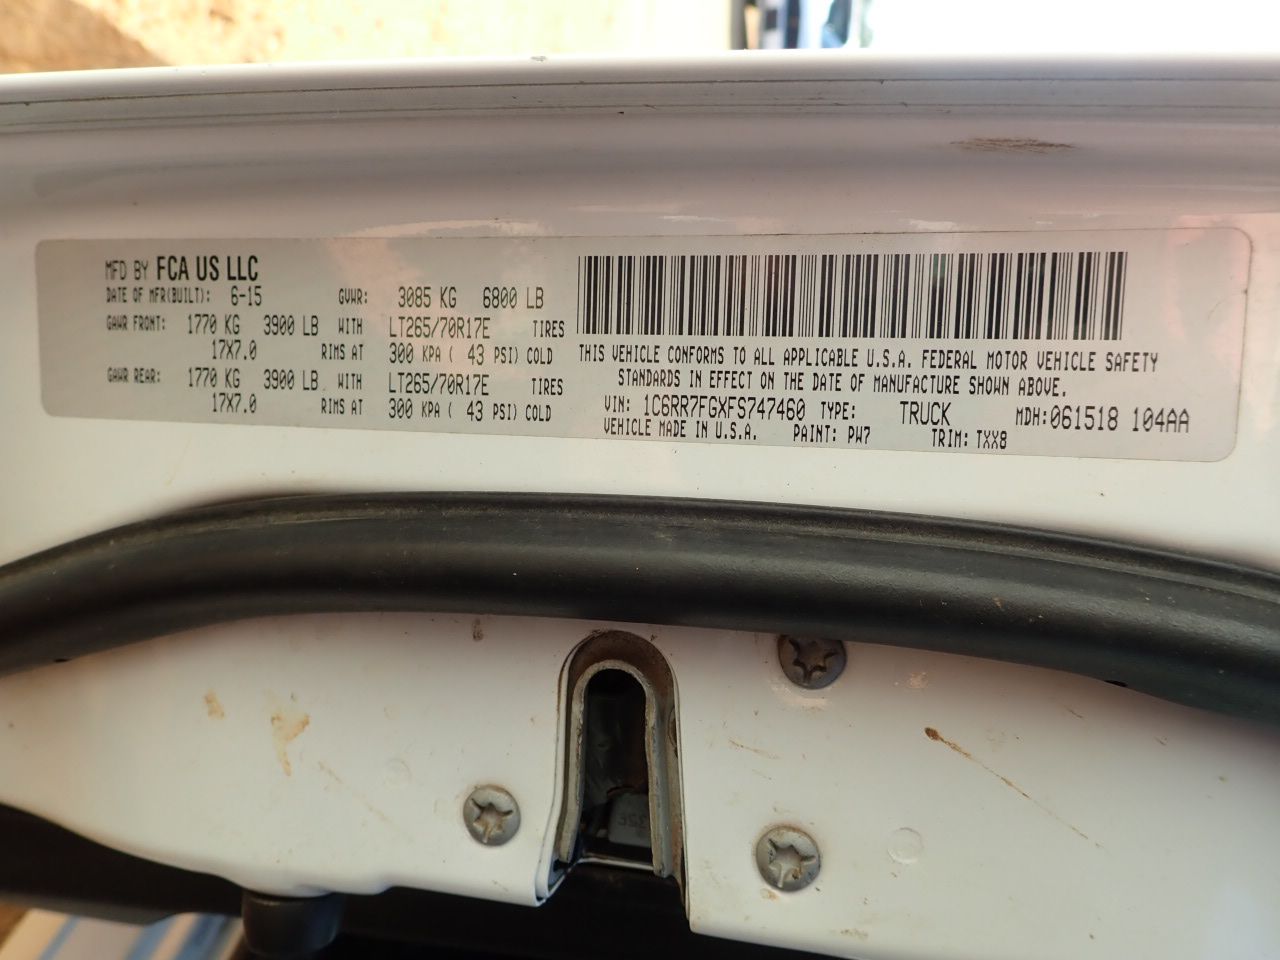 MFD BY FCA US LLC
DATE OF MFR(BUILT): 6-15 GVWR: 3085 KG 6800 LB
GAWR FRONT: 1770 KG 3900 LB WITH LT265/70R17E TIRES
17X7.0 RIMS AT 300 KPA ( 43 PSI) COLD
GAWR REAR: 1770 KG 3900 LB WITH LT265/70R17E TIRES
17X7.0 RIMS AT 300 KPA ( 43 PSI) COLD
THIS VEHICLE CONFORMS TO ALL APPLICABLE U.S.A. FEDERAL MOTOR VEHICLE SAFETY
STANDARDS IN EFFECT ON THE DATE OF MANUFACTURE SHOWN ABOVE.
VIN: 1C6RR7FGXFS747460 TYPE: TRUCK MDH:061518 104AA
VEHICLE MADE IN U.S.A. PAINT: PW7 TRIM: TXX8